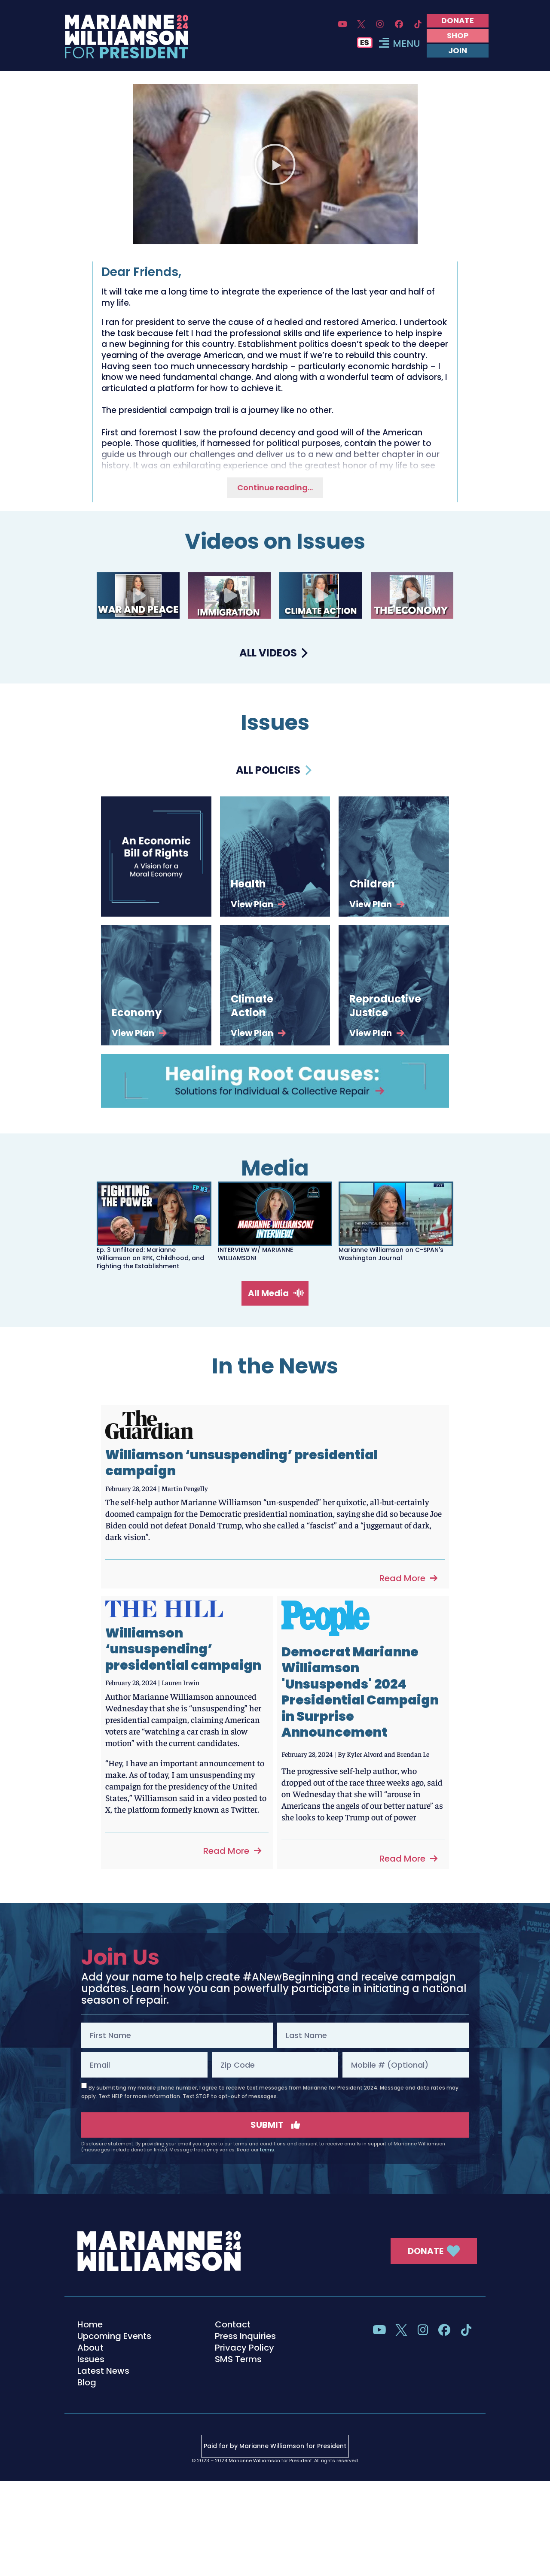 MARIANNE 2024
WILLIAMSON
FOR PRESIDENT
DONATE
SHOP
JOIN
ES
MENU
Dear Friends,
It will take me a long time to integrate the experience of the last year and half of
my life.
I ran for president to serve the cause of a healed and restored America. I undertook
the task because felt I had the professional skills and life experience to help inspire
a new beginning for this country. Establishment politics doesn't speak to the deeper
yearning of the average American, and we must if we're to rebuild this country.
Having seen too much unnecessary hardship – particularly economic hardship – I
know we need fundamental change. And along with a wonderful team of advisors, I
articulated a platform for how to achieve it.
The presidential campaign trail is a journey like no other.
First and foremost I saw the profound decency and good will of the American
people. Those qualities, if harnessed for political purposes, contain the power to
guide us through our challenges and deliver us to a new and better chapter in our
history. It was an exhilarating experience and the greatest honor of my life to see
Continue reading...
Videos on Issues
WAR AND PEACE
IMMIGRATION
CLIMATE ACTION
THE ECONOMY
ALL VIDEOS
Issues
ALL POLICIES
An Economic
Bill of Rights
A Vision for a
Moral Economy
Health
View Plan
Children
View Plan
Economy
View Plan
Climate
Action
View Plan
Reproductive
Justice
View Plan
Healing Root Causes:
Solutions for Individual & Collective Repair
Media
FIGHTING
THE POWER
EP #3
Ep. 3 Unfiltered: Marianne
Williamson on RFK, Childhood, and
Fighting the Establishment
MARIANNE WILLIAMSON!
INTERVIEW!
INTERVIEW W/ MARIANNE
WILLIAMSON!
LIVE
Marianne Williamson on C-SPAN's
Washington Journal
All Media
In the News
The
Guardian
Williamson ‘unsuspending’ presidential
campaign
February 28, 2024 | Martin Pengelly
The self-help author Marianne Williamson “un-suspended” her quixotic, all-but-certainly
doomed campaign for the Democratic presidential nomination, saying she did so because Joe
Biden could not defeat Donald Trump, who she called a “fascist” and a “juggernaut of dark,
dark vision”.
Read More
THE HILL
Williamson
‘unsuspending’
presidential campaign
February 28, 2024 | Lauren Irwin
Author Marianne Williamson announced
Wednesday that she is “unsuspending” her
presidential campaign, claiming American
voters are “watching a car crash in slow
motion” with the current candidates.
“Hey, I have an important announcement to
make. As of today, I am unsuspending my
campaign for the presidency of the United
States,” Williamson said in a video posted to
X, the platform formerly known as Twitter.
Read More
People
Democrat Marianne
Williamson
'Unsuspends' 2024
Presidential Campaign
in Surprise
Announcement
February 28, 2024 | By Kyler Alvord and Brendan Le
The progressive self-help author, who
dropped out of the race three weeks ago, said
on Wednesday that she will “arouse in
Americans the angels of our better nature” as
she looks to keep Trump out of power
Read More
Join Us
Add your name to help create #ANewBeginning and receive campaign
updates. Learn how you can powerfully participate in initiating a national
season of repair.
First Name
Last Name
Email
Zip Code
Mobile # (Optional)
By submitting my mobile phone number, I agree to receive text messages from Marianne for President 2024. Message and data rates may
apply. Text HELP for more information. Text STOP to opt-out of messages.
SUBMIT
Disclosure statement: By providing your email you agree to our terms and conditions and consent to receive emails in support of Marianne Williamson
(messages include donation links). Message frequency varies. Read our terms.
MARIANNE 2024
WILLIAMSON
DONATE
Home
Upcoming Events
About
Issues
Latest News
Blog
Contact
Press Inquiries
Privacy Policy
SMS Terms
Paid for by Marianne Williamson for President
© 2023 – 2024 Marianne Williamson for President. All rights reserved.